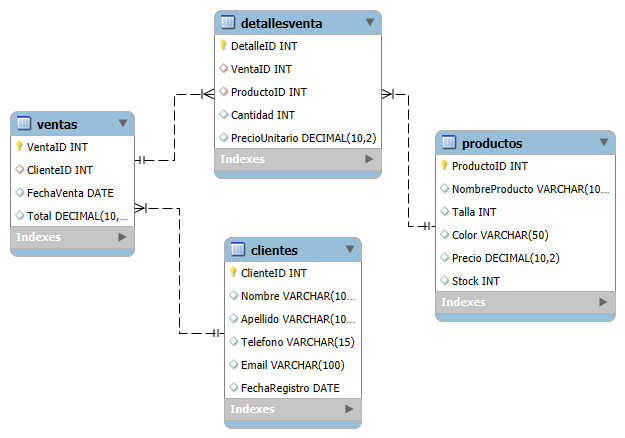 detallesventa
DetalleID INT
VentaID INT
ProductoID INT
Cantidad INT
PrecioUnitario DECIMAL(10,2)
Indexes
ventas
VentaID INT
ClienteID INT
FechaVenta DATE
Total DECIMAL(10,...
Indexes
productos
ProductoID INT
NombreProducto VARCHAR(10...
Talla INT
Color VARCHAR(50)
Precio DECIMAL(10,2)
Stock INT
Indexes
clientes
ClienteID INT
Nombre VARCHAR(10...
Apellido VARCHAR(10...
Telefono VARCHAR(15)
Email VARCHAR(100)
FechaRegistro DATE
Indexes